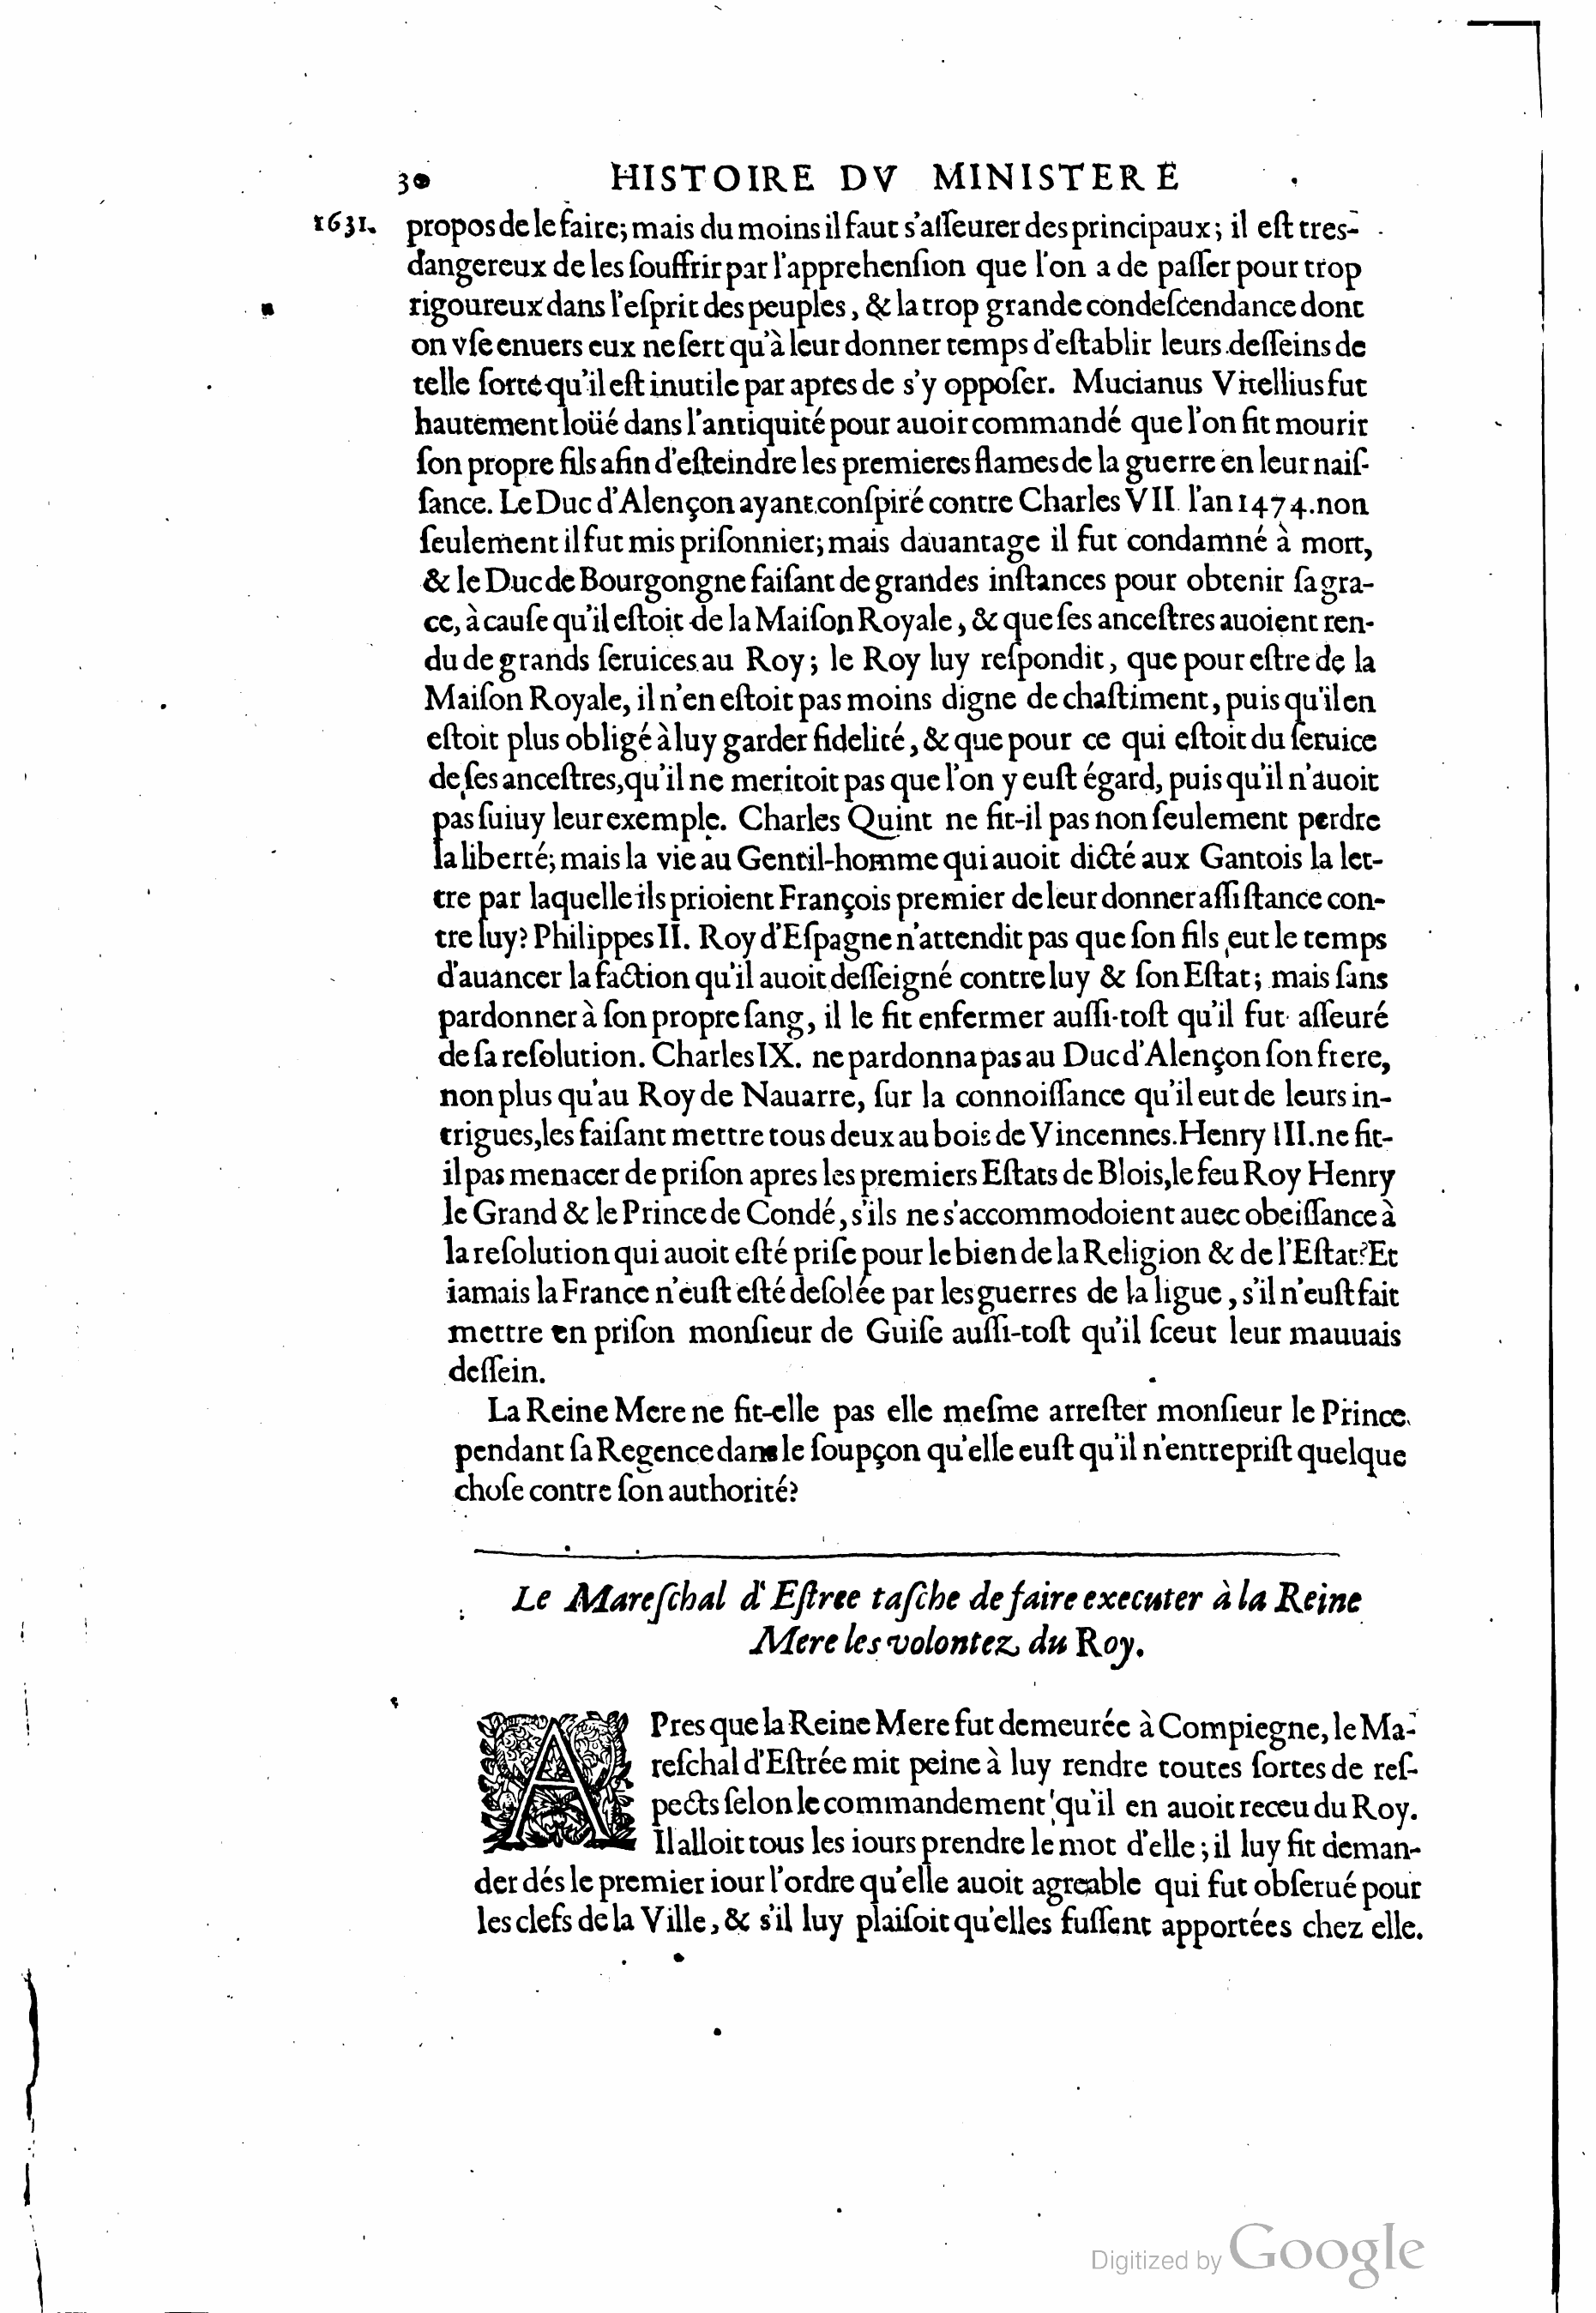 30 HISTOIRE DV MINISTERE
1631. propos de le faire; mais du moins il faut s'aſſeurer des principaux; il eſt tres-
dangereux de les ſouffrir par l'apprehenſion que l'on a de paſſer pour trop
rigoureux dans l'eſprit des peuples, & la trop grande condeſcendance dont
on vſe enuers eux ne ſert qu'à leur donner temps d'eſtablir leurs deſſeins de
telle ſorte qu'il eſt inutile par apres de s'y oppoſer. Mucianus Vitellius fut
hautement loüé dans l'antiquité pour auoir commandé que l'on fit mourir
ſon propre fils afin d'eſteindre les premieres flames de la guerre en leur naiſ-
ſance. Le Duc d'Alençon ayant conſpiré contre Charles VII. l'an 1474. non
ſeulement il fut mis priſonnier; mais dauantage il fut condamné à mort,
& le Duc de Bourgongne faiſant de grandes inſtances pour obtenir ſa gra-
ce, à cauſe qu'il eſtoit de la Maiſon Royale, & que ſes anceſtres auoient ren-
du de grands ſeruices au Roy; le Roy luy reſpondit, que pour eſtre de la
Maiſon Royale, il n'en eſtoit pas moins digne de chaſtiment, puis qu'il en
eſtoit plus obligé à luy garder fidelité, & que pour ce qui eſtoit du ſeruice
de ſes anceſtres, qu'il ne meritoit pas que l'on y euſt égard, puis qu'il n'auoit
pas ſuiuy leur exemple. Charles Quint ne fit-il pas non ſeulement perdre
la liberté; mais la vie au Gentil-homme qui auoit dicté aux Gantois la let-
tre par laquelle ils prioient François premier de leur donner aſſiſtance con-
tre luy? Philippes II. Roy d'Eſpagne n'attendit pas que ſon fils eut le temps
d'auancer la faction qu'il auoit deſſeigné contre luy & ſon Eſtat; mais ſans
pardonner à ſon propre ſang, il le fit enfermer auſſi-toſt qu'il fut aſſeuré
de ſa reſolution. Charles IX. ne pardonna pas au Duc d'Alençon ſon frere,
non plus qu'au Roy de Nauarre, ſur la connoiſſance qu'il eut de leurs in-
trigues, les faiſant mettre tous deux au bois de Vincennes. Henry III. ne fit-
il pas menacer de priſon apres les premiers Eſtats de Blois, le feu Roy Henry
le Grand & le Prince de Condé, s'ils ne s'accommodoient auec obeiſſance à
la reſolution qui auoit eſté priſe pour le bien de la Religion & de l'Eſtat? Et
iamais la France n'euſt eſté deſolée par les guerres de la ligue, s'il n'euſt fait
mettre en priſon monſieur de Guiſe auſſi-toſt qu'il ſceut leur mauuais
deſſein.
La Reine Mere ne fit-elle pas elle meſme arreſter monſieur le Prince
pendant ſa Regence dans le ſoupçon qu'elle euſt qu'il n'entrepriſt quelque
choſe contre ſon authorité?
Le Mareſchal d'Eſtree taſche de faire executer à la Reine
Mere les volontez du Roy.
APres que la Reine Mere fut demeurée à Compiegne, le Ma-
reſchal d'Eſtrée mit peine à luy rendre toutes ſortes de reſ-
pects ſelon le commandement qu'il en auoit receu du Roy.
Il alloit tous les iours prendre le mot d'elle; il luy fit deman-
der dés le premier iour l'ordre qu'elle auoit agreable qui fut obſerué pour
les clefs de la Ville, & s'il luy plaiſoit qu'elles fuſſent apportées chez elle.
Digitized by Google